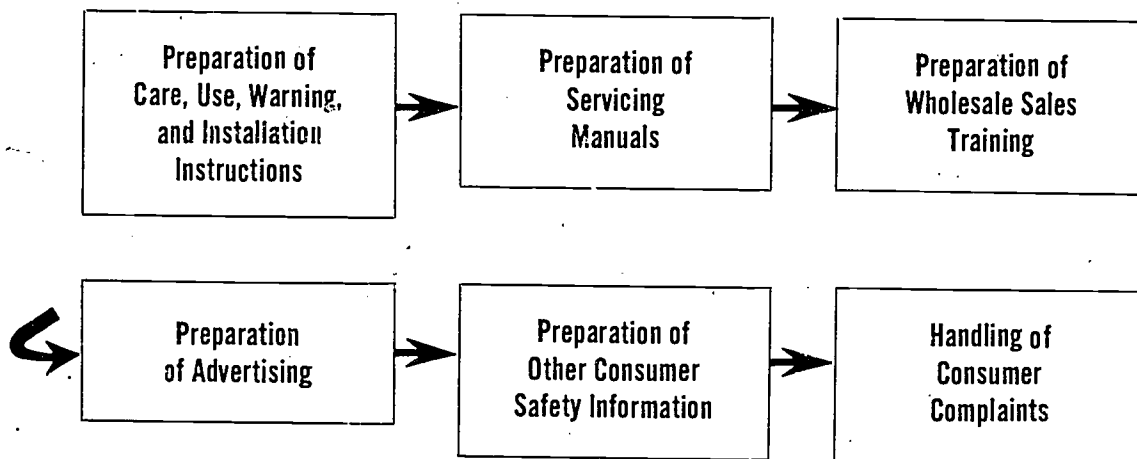 Preparation of
Care, Use, Warning,
and Installation
Instructions
Preparation of
Servicing
Manuals
Preparation of
Wholesale Sales
Training
Preparation
of Advertising
Preparation of
Other Consumer
Safety Information
Handling of
Consumer
Complaints